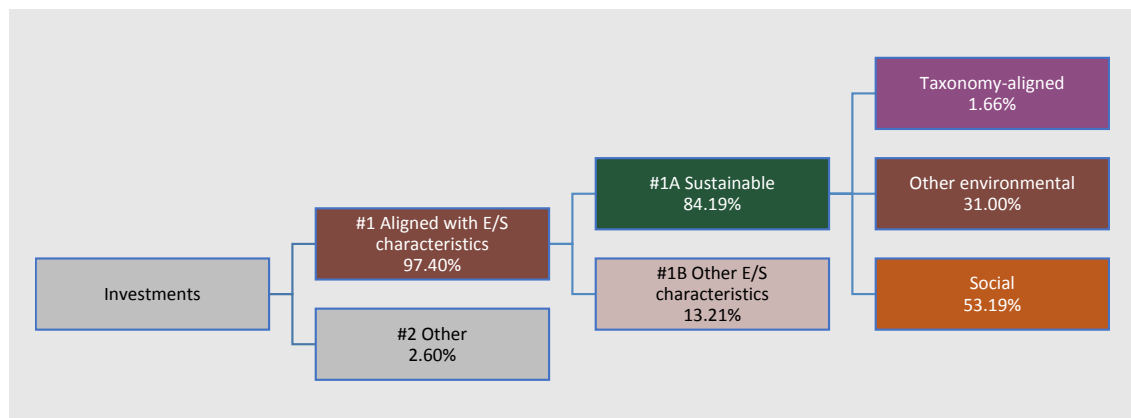 Investments
#1 Aligned with E/S
characteristics
97.40%
#2 Other
2.60%
#1A Sustainable
84.19%
#1B Other E/S
characteristics
13.21%
Taxonomy-aligned
1.66%
Other environmental
31.00%
Social
53.19%